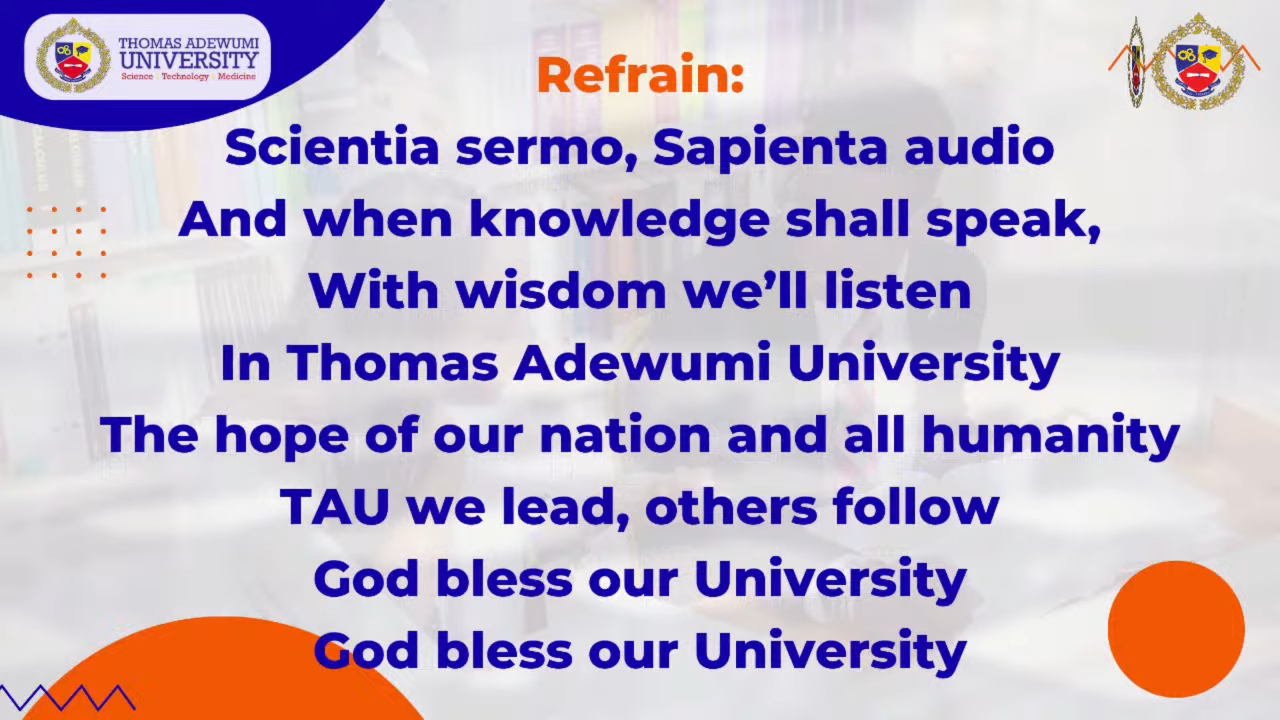 THOMAS ADEWUMI
UNIVERSITY
Science Technology Medicine
Refrain:
Scientia sermo, Sapienta audio
And when knowledge shall speak,
With wisdom we’ll listen
In Thomas Adewumi University
The hope of our nation and all humanity
TAU we lead, others follow
God bless our University
God bless our University